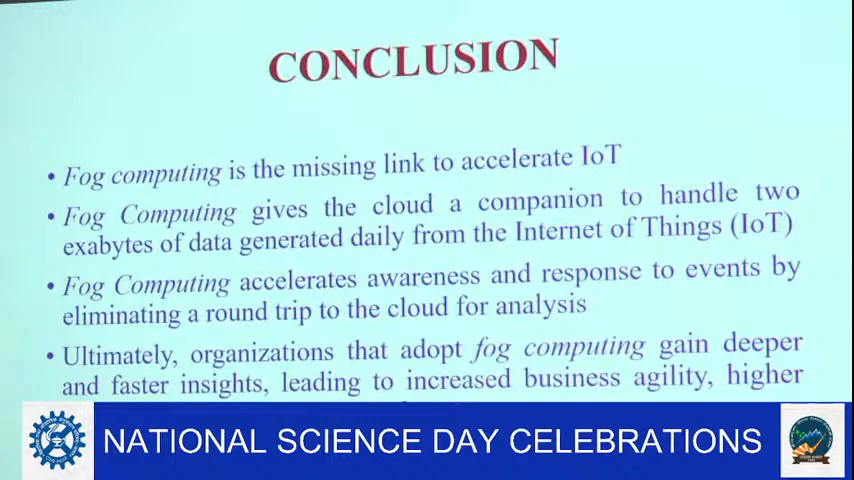 CONCLUSION
• Fog computing is the missing link to accelerate IoT
• Fog Computing gives the cloud a companion to handle two
exabytes of data generated daily from the Internet of Things (IoT)
• Fog Computing accelerates awareness and response to events by
eliminating a round trip to the cloud for analysis
• Ultimately, organizations that adopt fog computing gain deeper
and faster insights, leading to increased business agility, higher
NATIONAL SCIENCE DAY CELEBRATIONS